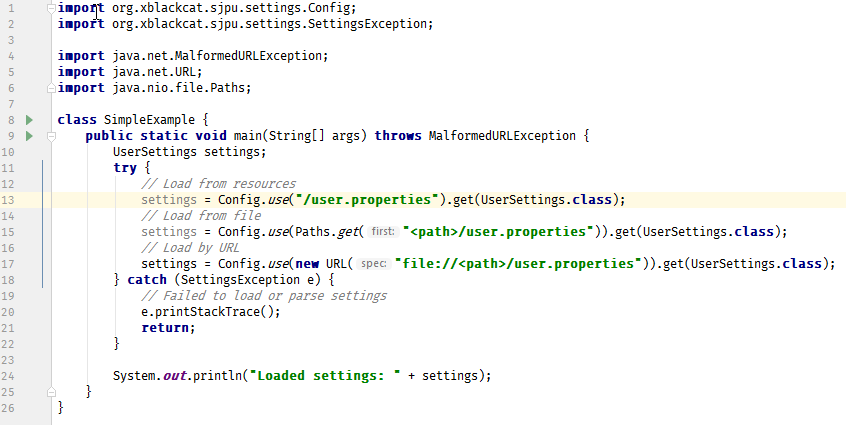 1 import org.xblackcat.sjpu.settings.Config;
2 import org.xblackcat.sjpu.settings.SettingsException;
3
4 import java.net.MalformedURLException;
5 import java.net.URL;
6 import java.nio.file.Paths;
7
8 class SimpleExample {
9     public static void main(String[] args) throws MalformedURLException {
10         UserSettings settings;
11         try {
12             // Load from resources
13             settings = Config.use("/user.properties").get(UserSettings.class);
14             // Load from file
15             settings = Config.use(Paths.get( first: "<path>/user.properties")).get(UserSettings.class);
16             // Load by URL
17             settings = Config.use(new URL( spec: "file://<path>/user.properties")).get(UserSettings.class);
18         } catch (SettingsException e) {
19             // Failed to load or parse settings
20             e.printStackTrace();
21             return;
22         }
23
24         System.out.println("Loaded settings: " + settings);
25     }
26 }